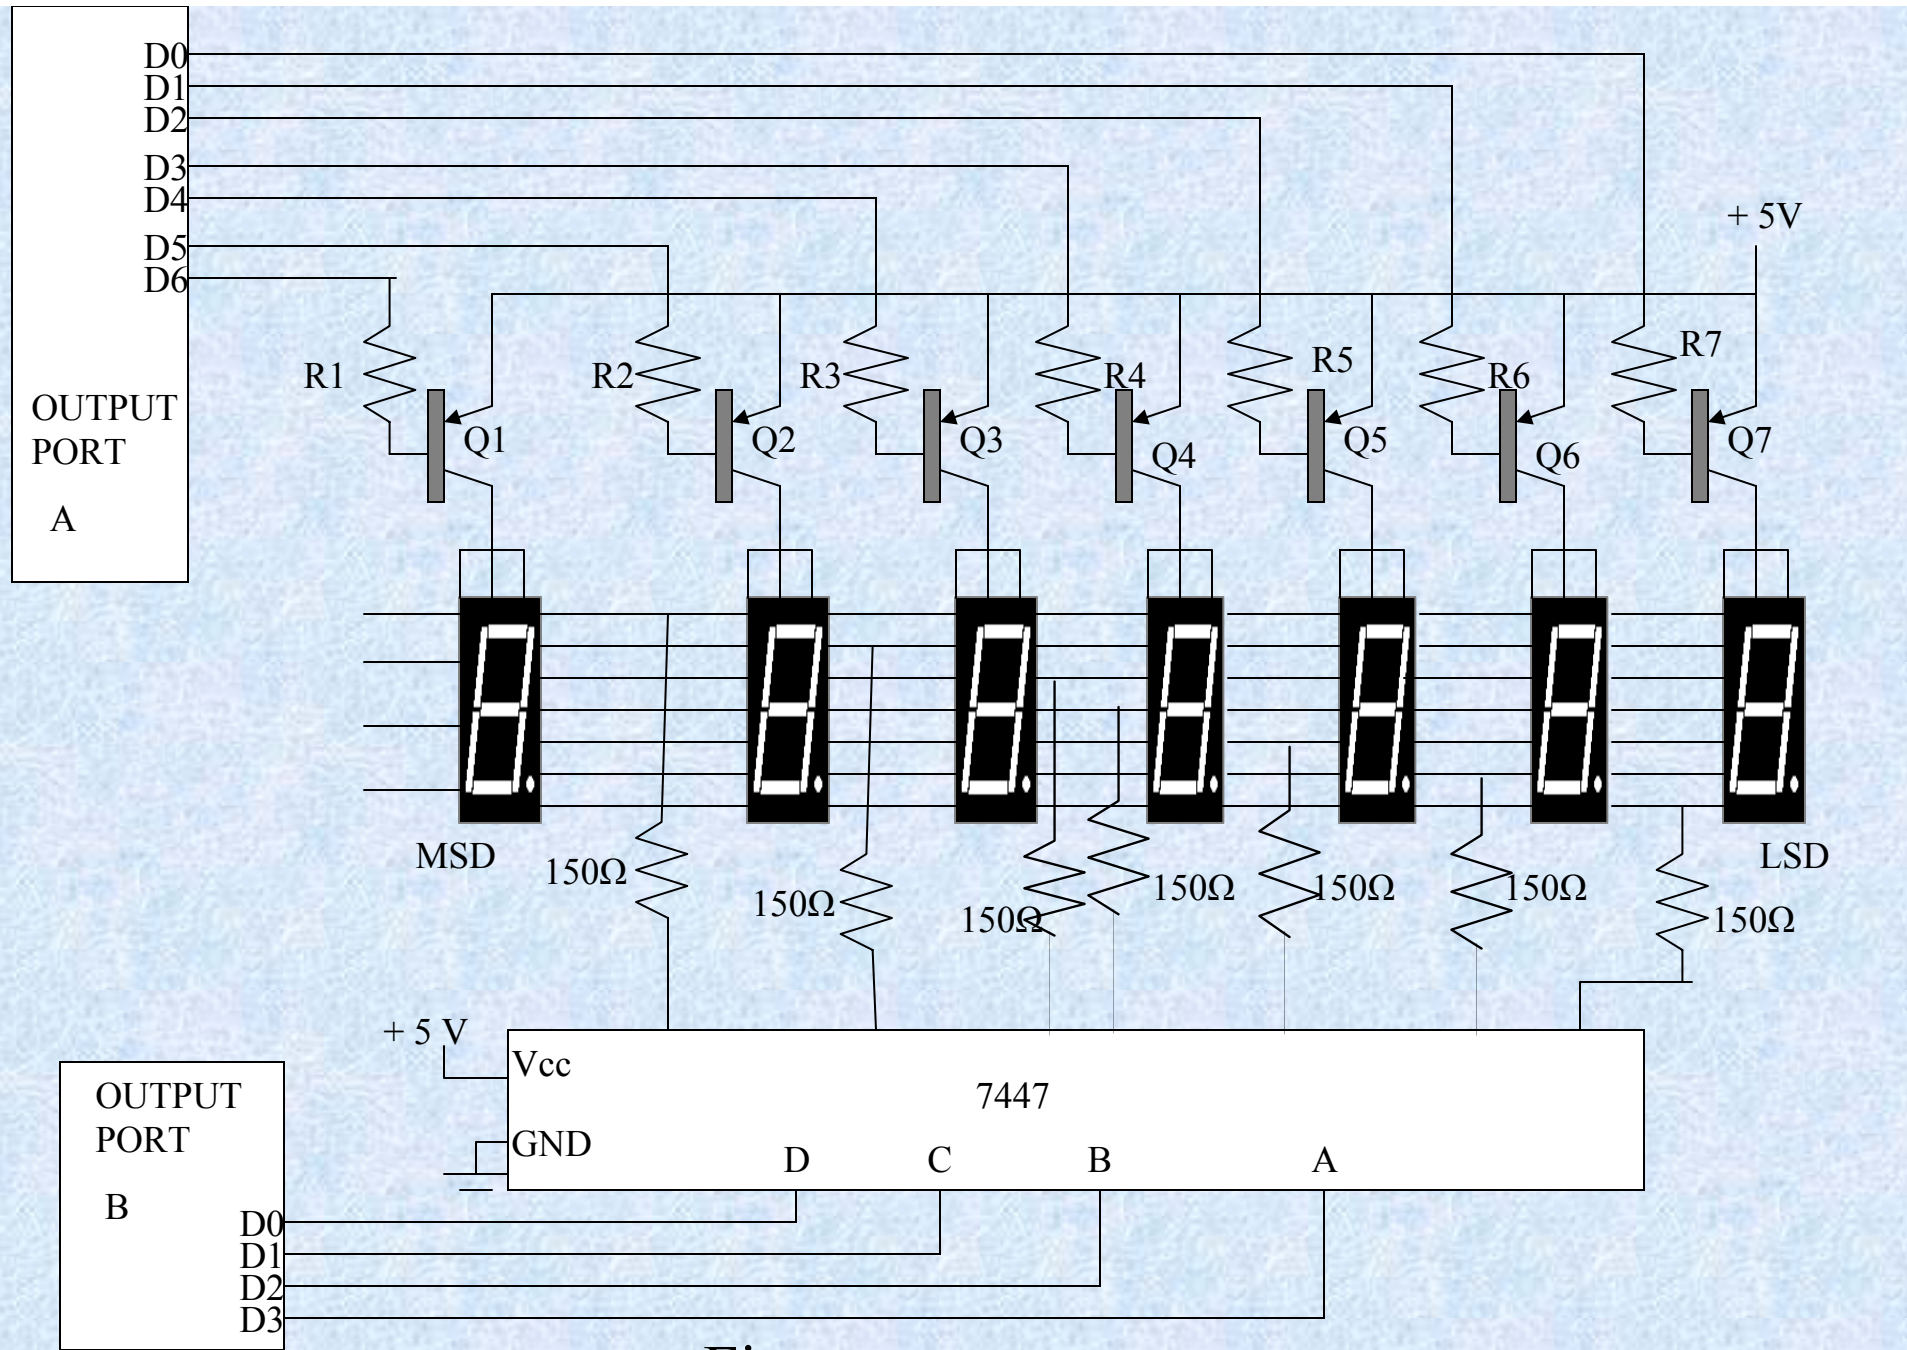 D0
D1
D2
D3
D4
D5
D6
+ 5V
OUTPUT
PORT
A
R1
R2
R3
R4
R5
R6
R7
Q1
Q2
Q3
Q4
Q5
Q6
Q7
MSD
LSD
150Ω
150Ω
150Ω
150Ω
150Ω
150Ω
150Ω
+ 5 V
Vcc
7447
GND
D C B A
OUTPUT
PORT
B
D0
D1
D2
D3